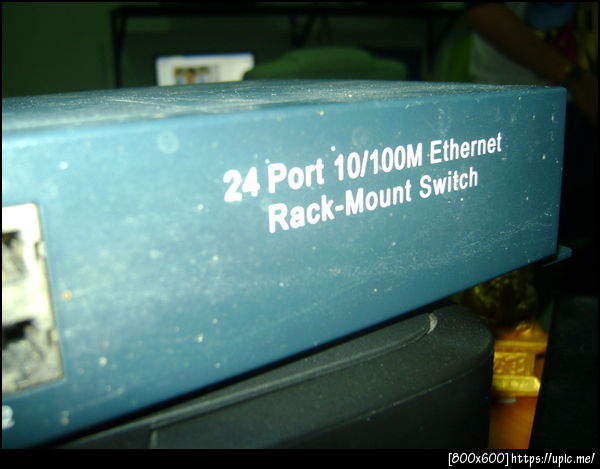 24 Port 10/100M Ethernet
Rack-Mount Switch
[800x600]https://upic.me/